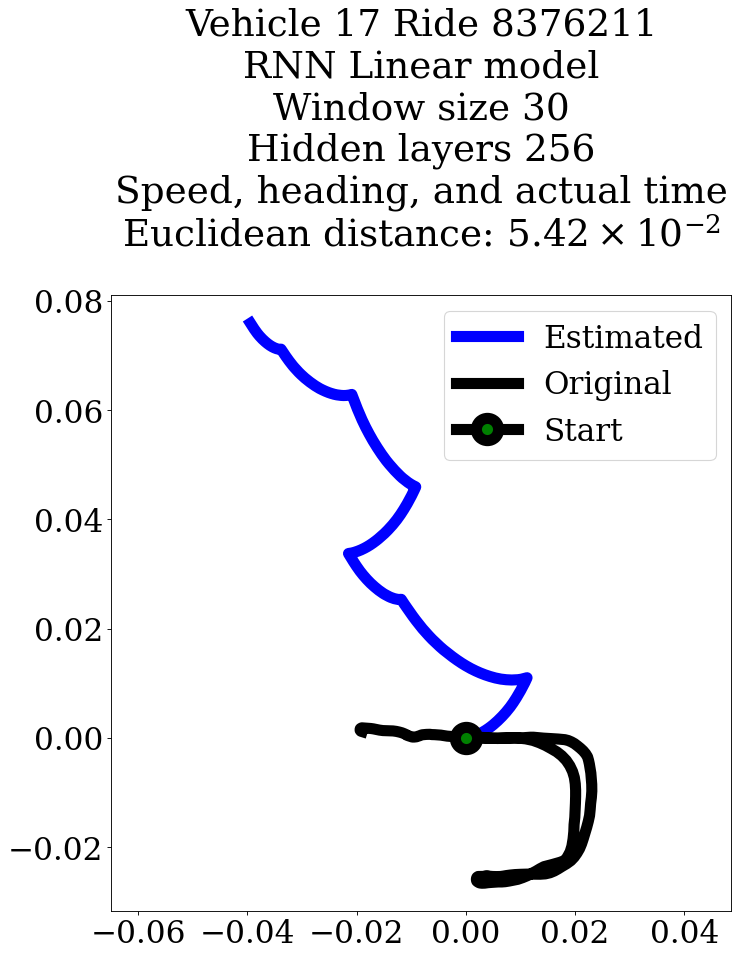 Vehicle 17 Ride 8376211
RNN Linear model
Window size 30
Hidden layers 256
Speed, heading, and actual time
Euclidean distance: 5.42 × 10⁻²
0.08
0.06
0.04
0.02
0.00
−0.02
Estimated
Original
Start
−0.06 −0.04 −0.02 0.00 0.02 0.04